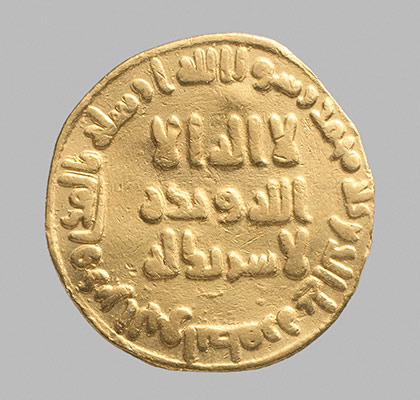 لا اله الا
الله وحده
لا شريك له
محمد رسول الله ارسله بالهدى ودين الحق ليظهره على الدين كله